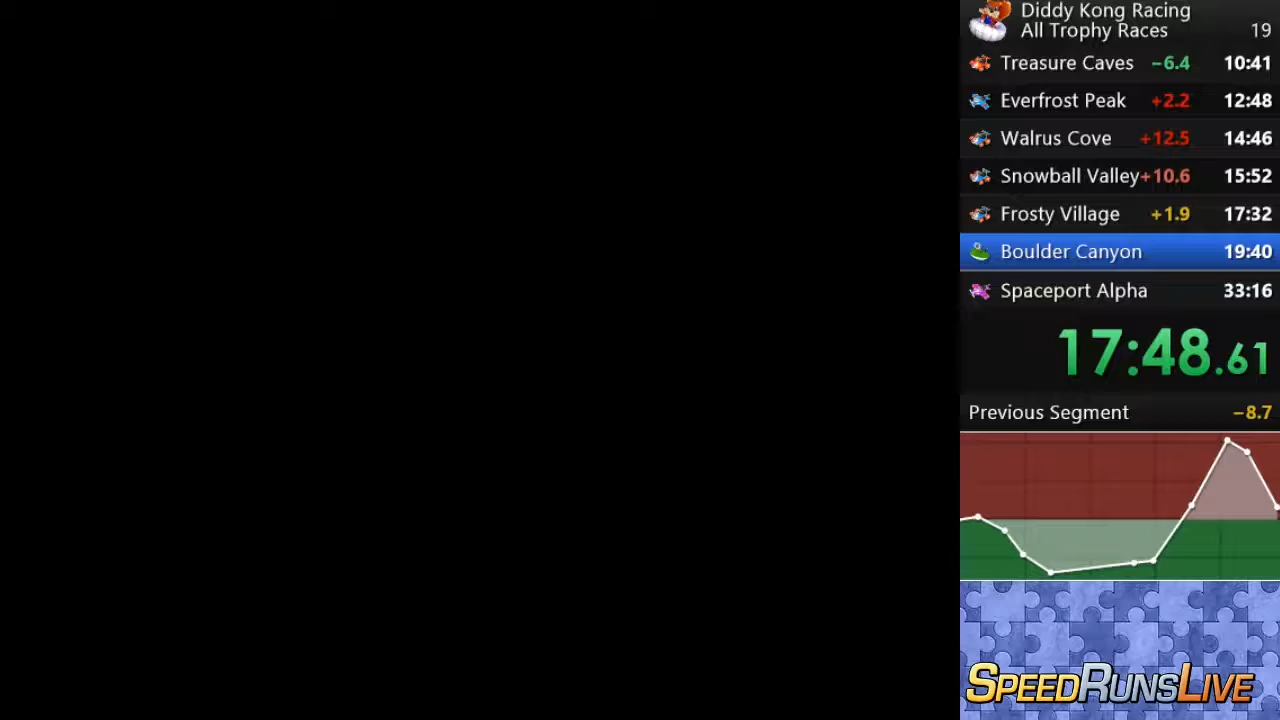 Diddy Kong Racing
All Trophy Races 19
Treasure Caves −6.4 10:41
Everfrost Peak +2.2 12:48
Walrus Cove +12.5 14:46
Snowball Valley +10.6 15:52
Frosty Village +1.9 17:32
Boulder Canyon 19:40
Spaceport Alpha 33:16
17:48.61
Previous Segment −8.7
SPEEDRUNSLIVE